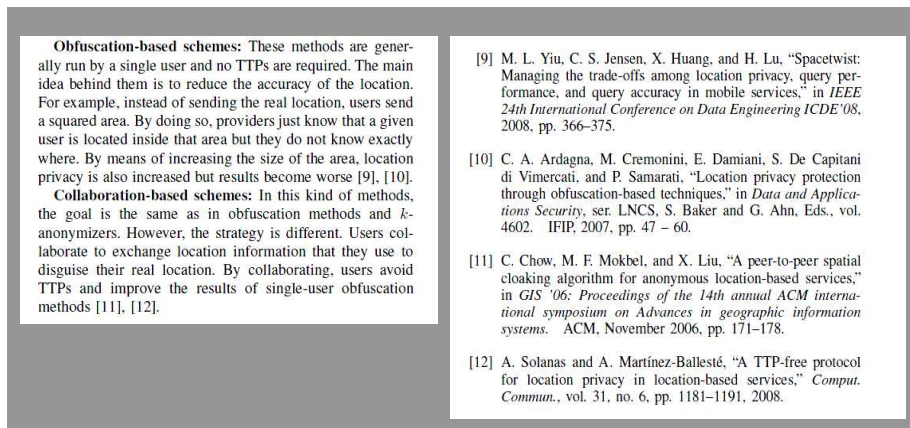 Obfuscation-based schemes: These methods are gener-
ally run by a single user and no TTPs are required. The main
idea behind them is to reduce the accuracy of the location.
For example, instead of sending the real location, users send
a squared area. By doing so, providers just know that a given
user is located inside that area but they do not know exactly
where. By means of increasing the size of the area, location
privacy is also increased but results become worse [9], [10].
Collaboration-based schemes: In this kind of methods,
the goal is the same as in obfuscation methods and k-
anonymizers. However, the strategy is different. Users col-
laborate to exchange location information that they use to
disguise their real location. By collaborating, users avoid
TTPs and improve the results of single-user obfuscation
methods [11], [12].
[9] M. L. Yiu, C. S. Jensen, X. Huang, and H. Lu, “Spacetwist:
Managing the trade-offs among location privacy, query per-
formance, and query accuracy in mobile services,” in IEEE
24th International Conference on Data Engineering ICDE'08,
2008, pp. 366–375.
[10] C. A. Ardagna, M. Cremonini, E. Damiani, S. De Capitani
di Vimercati, and P. Samarati, “Location privacy protection
through obfuscation-based techniques,” in Data and Applica-
tions Security, ser. LNCS, S. Baker and G. Ahn, Eds., vol.
4602. IFIP, 2007, pp. 47 – 60.
[11] C. Chow, M. F. Mokbel, and X. Liu, “A peer-to-peer spatial
cloaking algorithm for anonymous location-based services,”
in GIS '06: Proceedings of the 14th annual ACM interna-
tional symposium on Advances in geographic information
systems. ACM, November 2006, pp. 171–178.
[12] A. Solanas and A. Martínez-Ballesté, “A TTP-free protocol
for location privacy in location-based services,” Comput.
Commun., vol. 31, no. 6, pp. 1181–1191, 2008.